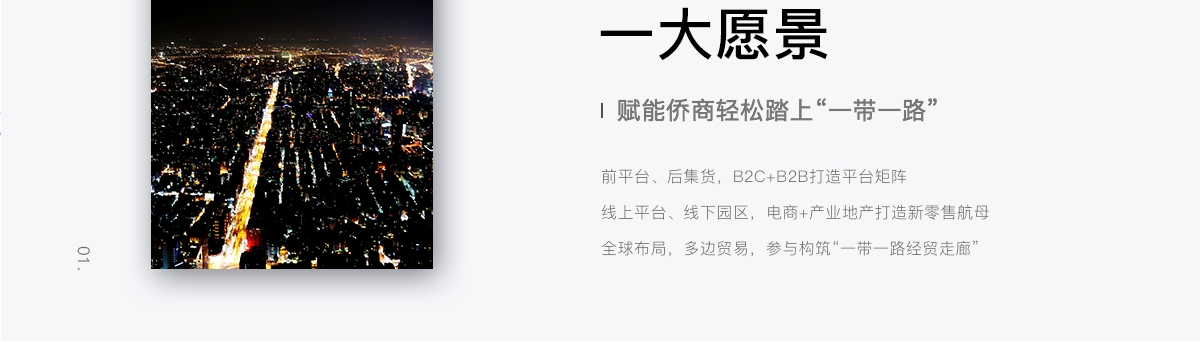 一大愿景
赋能侨商轻松踏上“一带一路”
前平台、后集货，B2C+B2B打造平台矩阵
线上平台、线下园区，电商+产业地产打造新零售航母
全球布局，多边贸易，参与构筑“一带一路经贸走廊”
01.